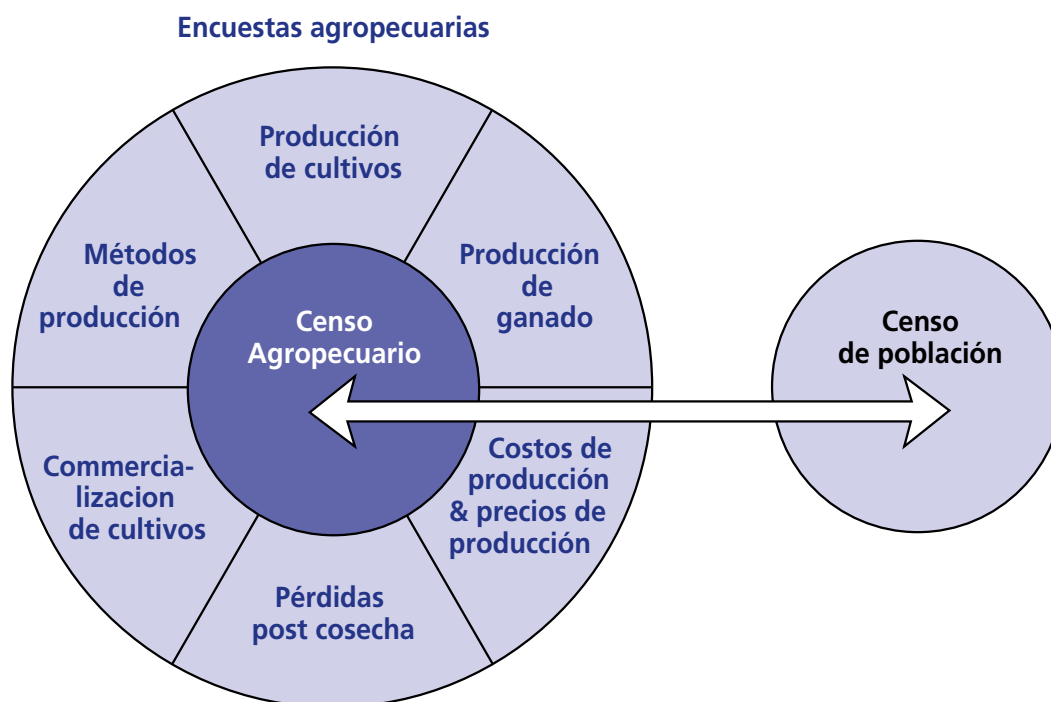 Encuestas agropecuarias
Producción
de cultivos
Métodos
de
producción
Producción
de
ganado
Censo
Agropecuario
Censo
de población
Commercia-
lizacion
de cultivos
Costos de
producción
& precios de
producción
Pérdidas
post cosecha